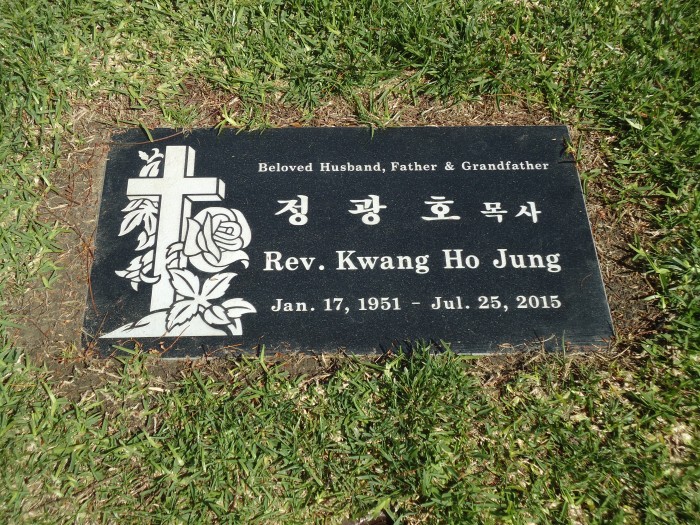 Beloved Husband, Father & Grandfather
정 광 호 목사
Rev. Kwang Ho Jung
Jan. 17, 1951 - Jul. 25, 2015